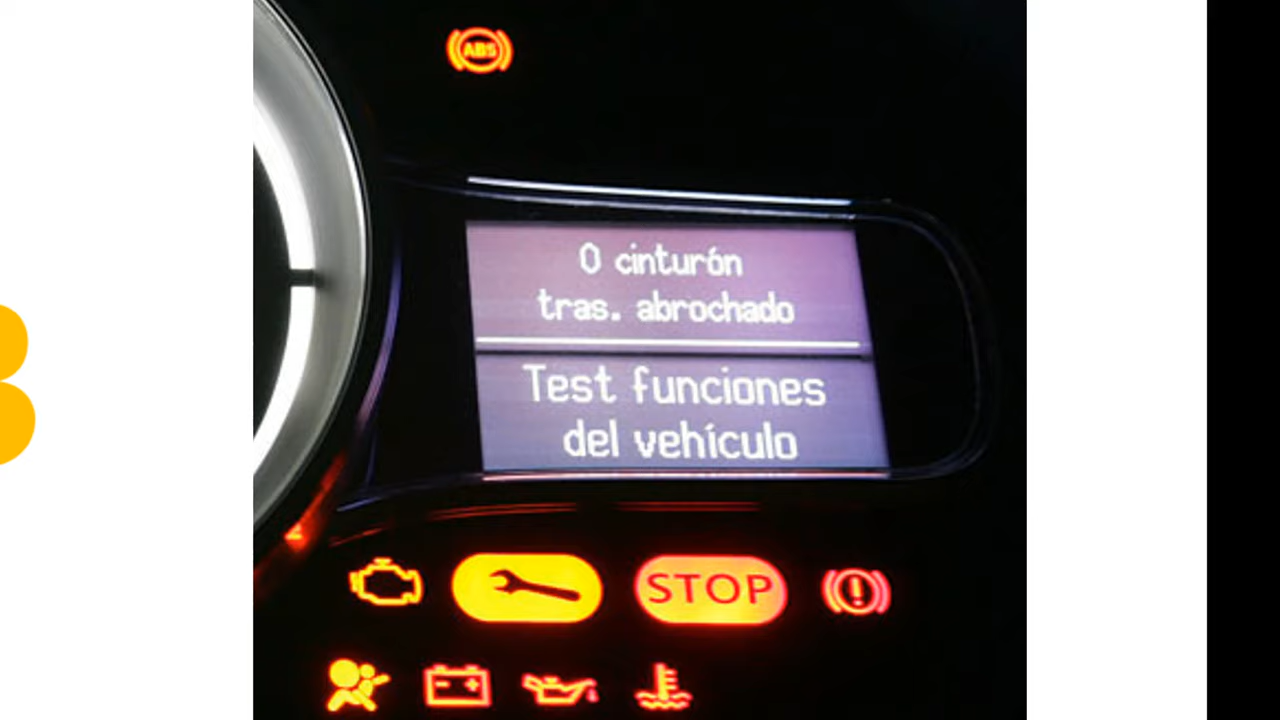 ABS
0 cinturón
tras. abrochado
Test funciones
del vehículo
STOP